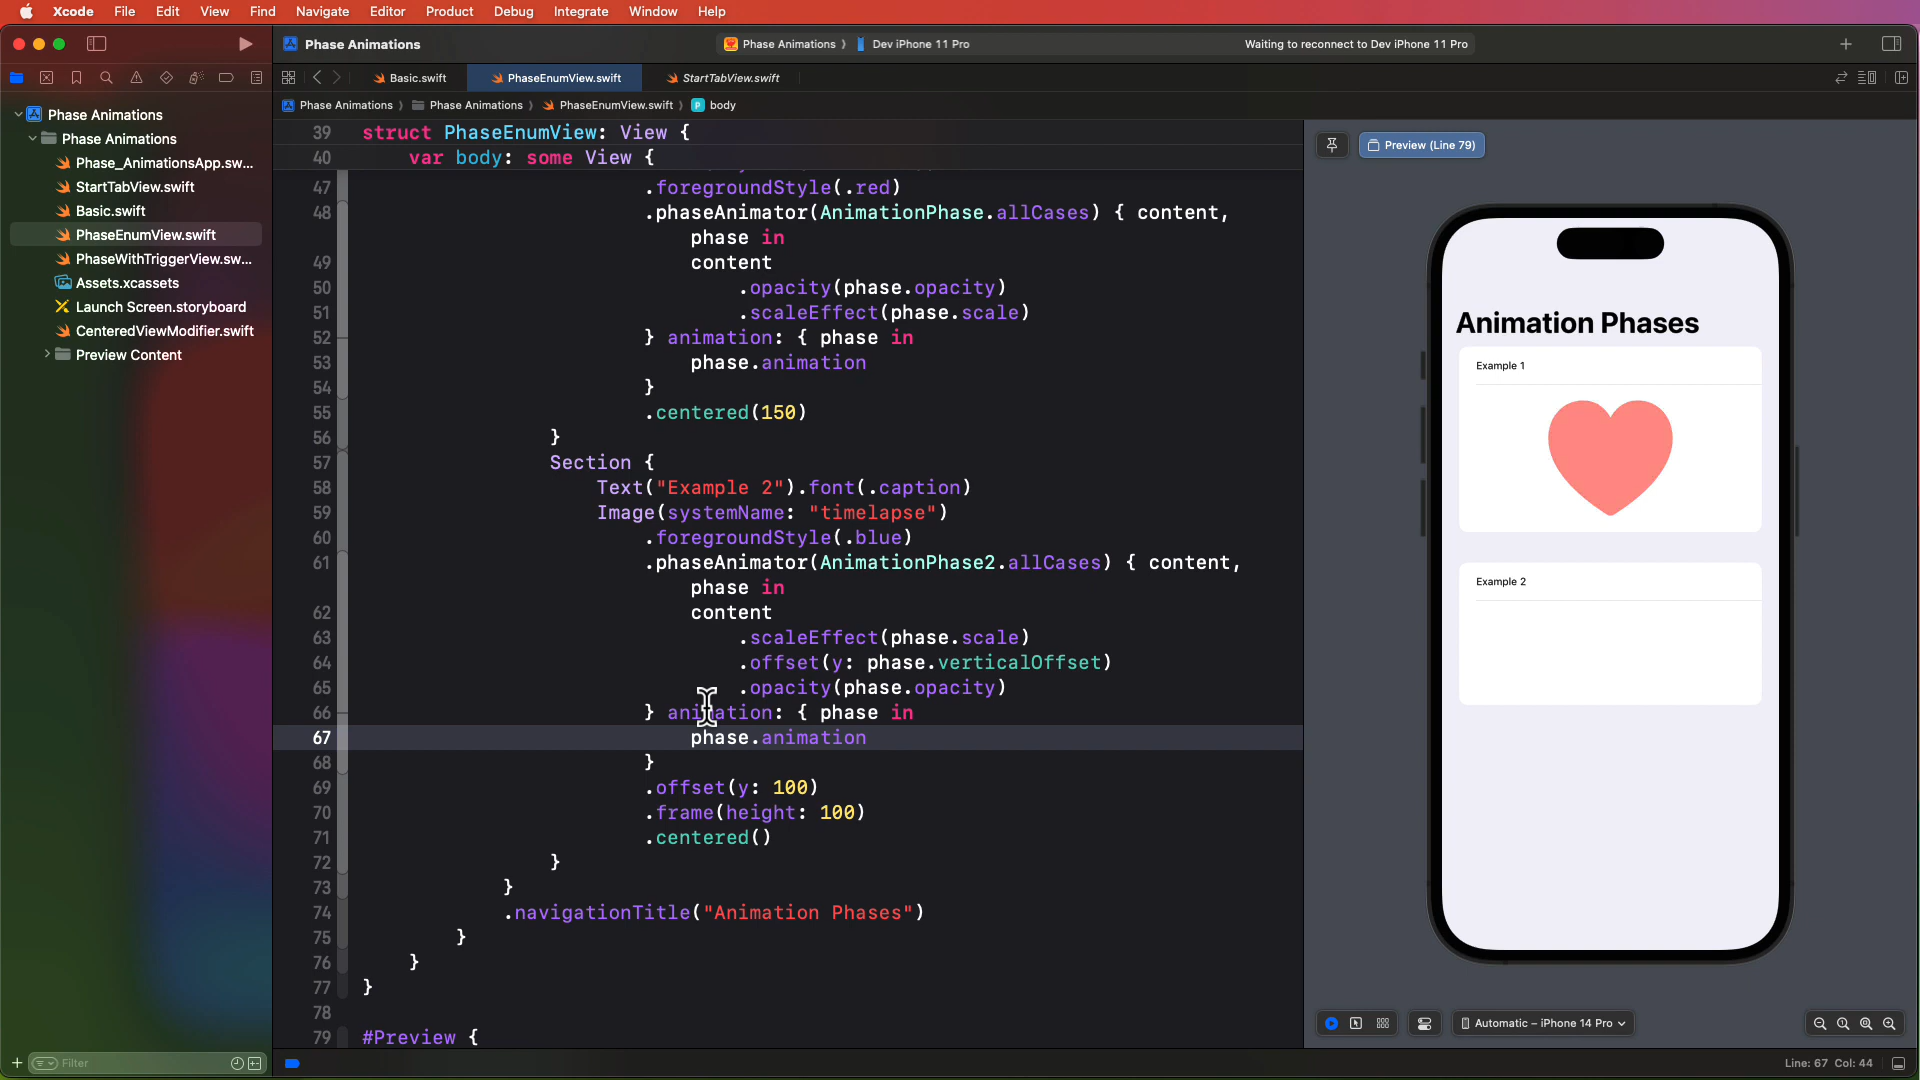 Xcode File Edit View Find Navigate Editor Product Debug Integrate Window Help
Phase Animations
Phase Animations 〉 Dev iPhone 11 Pro
Waiting to reconnect to Dev iPhone 11 Pro
Basic.swift PhaseEnumView.swift StartTabView.swift
Phase Animations 〉 Phase Animations 〉 PhaseEnumView.swift 〉 P body
Phase Animations
Phase Animations
Phase_AnimationsApp.sw...
StartTabView.swift
Basic.swift
PhaseEnumView.swift
PhaseWithTriggerView.sw...
Assets.xcassets
Launch Screen.storyboard
CenteredViewModifier.swift
Preview Content
39 struct PhaseEnumView: View {
40 var body: some View {
47 .foregroundStyle(.red)
48 .phaseAnimator(AnimationPhase.allCases) { content,
phase in
49 content
50 .opacity(phase.opacity)
51 .scaleEffect(phase.scale)
52 } animation: { phase in
53 phase.animation
54 }
55 .centered(150)
56 }
57 Section {
58 Text("Example 2").font(.caption)
59 Image(systemName: "timelapse")
60 .foregroundStyle(.blue)
61 .phaseAnimator(AnimationPhase2.allCases) { content,
phase in
62 content
63 .scaleEffect(phase.scale)
64 .offset(y: phase.verticalOffset)
65 .opacity(phase.opacity)
66 } animation: { phase in
67 phase.animation
68 }
69 .offset(y: 100)
70 .frame(height: 100)
71 .centered()
72 }
73 }
74 .navigationTitle("Animation Phases")
75 }
76 }
77 }
78
79 #Preview {
Preview (Line 79)
Animation Phases
Example 1
Example 2
Automatic – iPhone 14 Pro
Filter
Line: 67 Col: 44